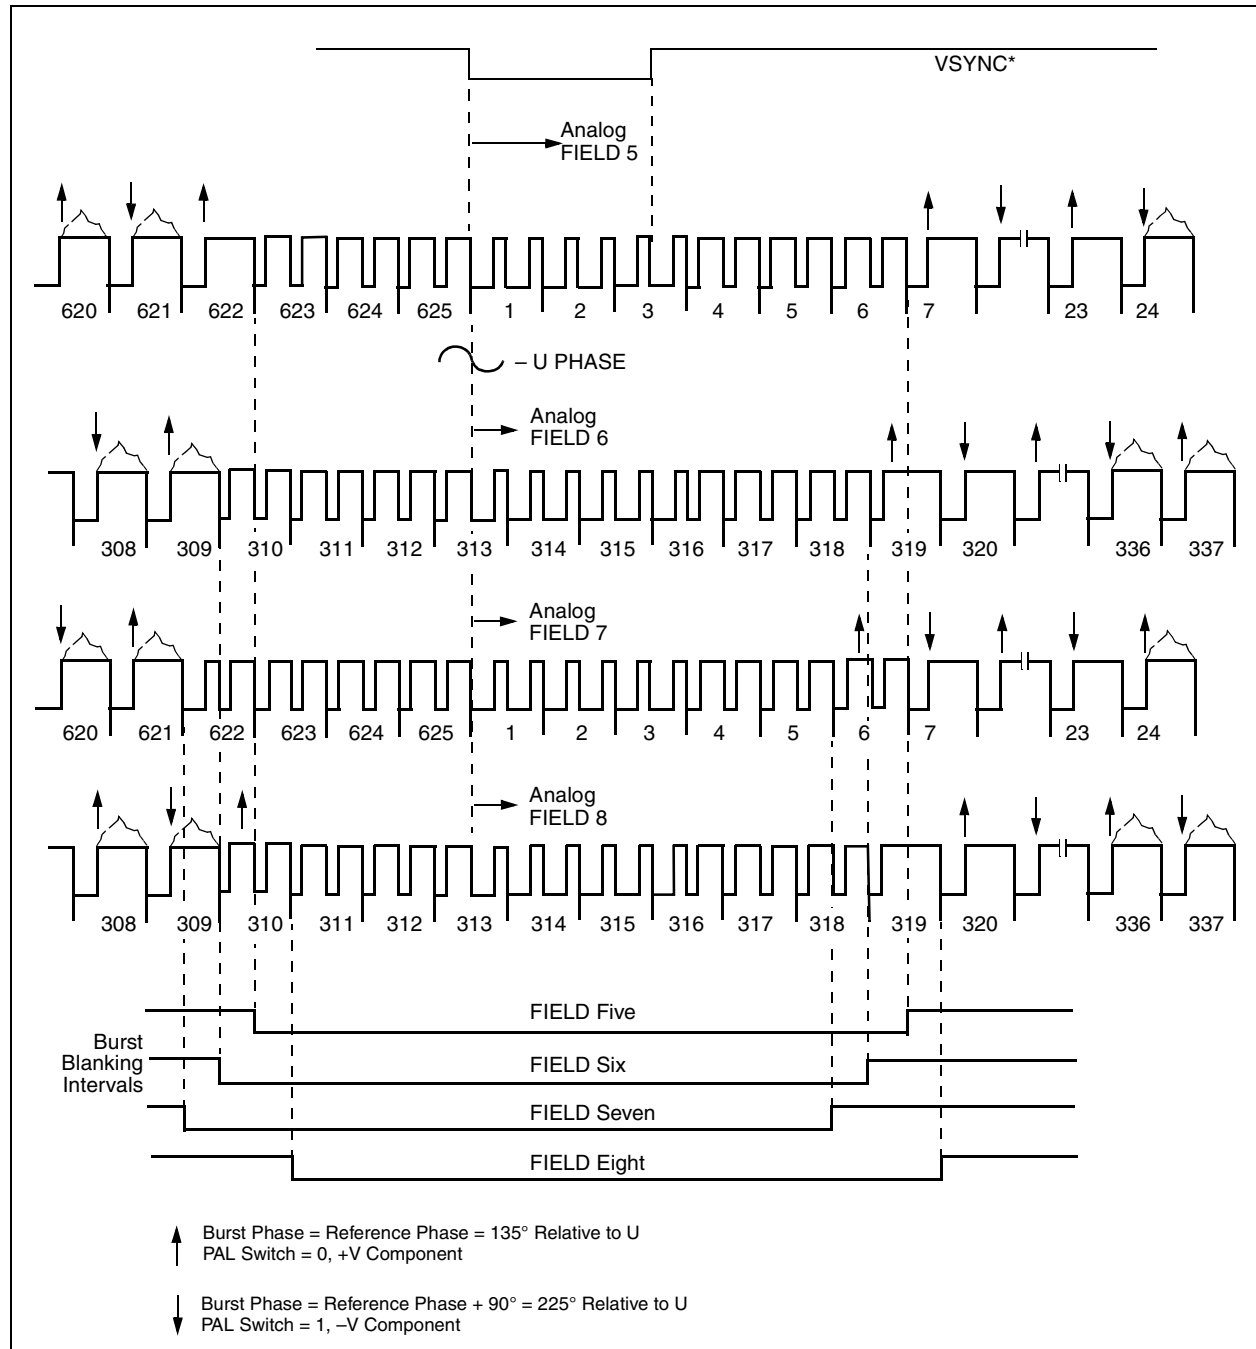 VSYNC*
Analog
FIELD 5
620 621 622 623 624 625 1 2 3 4 5 6 7 23 24
– U PHASE
Analog
FIELD 6
308 309 310 311 312 313 314 315 316 317 318 319 320 336 337
Analog
FIELD 7
620 621 622 623 624 625 1 2 3 4 5 6 7 23 24
Analog
FIELD 8
308 309 310 311 312 313 314 315 316 317 318 319 320 336 337
Burst
Blanking
Intervals
FIELD Five
FIELD Six
FIELD Seven
FIELD Eight
Burst Phase = Reference Phase = 135° Relative to U
PAL Switch = 0, +V Component
Burst Phase = Reference Phase + 90° = 225° Relative to U
PAL Switch = 1, –V Component